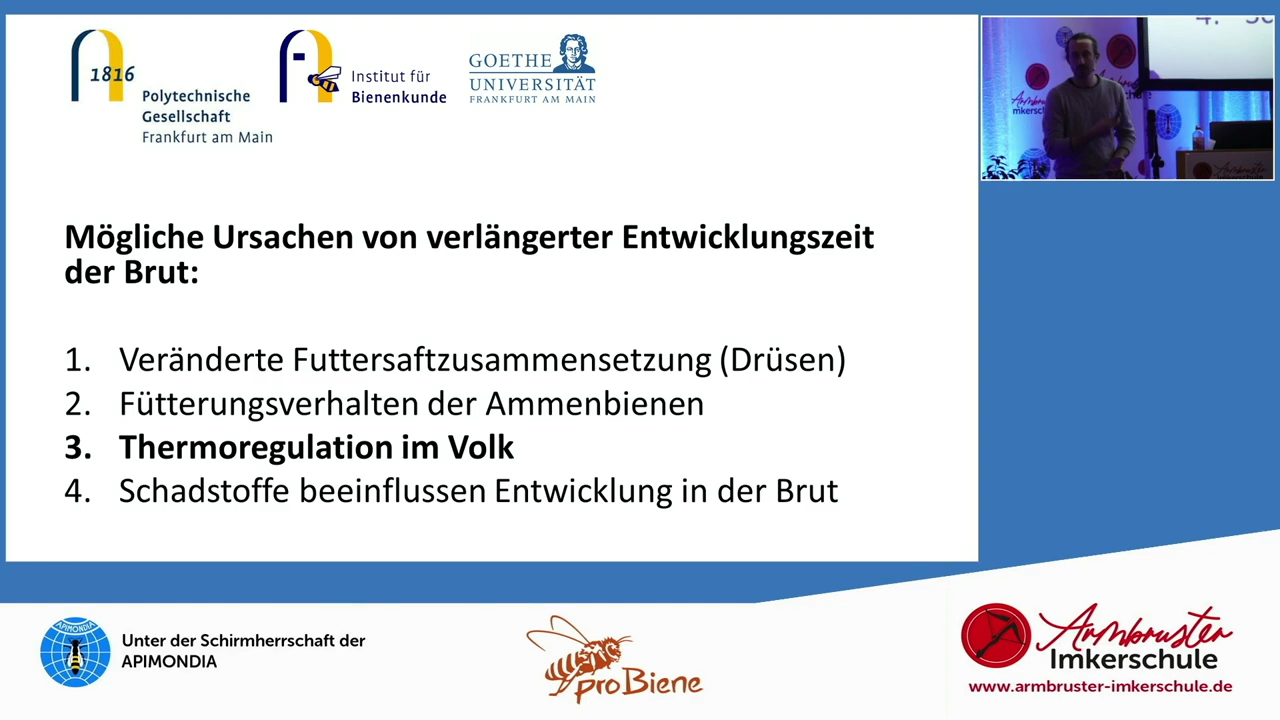 1816
Polytechnische
Gesellschaft
Frankfurt am Main
Institut für
Bienenkunde
GOETHE
UNIVERSITÄT
FRANKFURT AM MAIN
Mögliche Ursachen von verlängerter Entwicklungszeit
der Brut:
1. Veränderte Futtersaftzusammensetzung (Drüsen)
2. Fütterungsverhalten der Ammenbienen
3. Thermoregulation im Volk
4. Schadstoffe beeinflussen Entwicklung in der Brut
APIMONDIA
Unter der Schirmherrschaft der
APIMONDIA
proBiene
Armbruster
Imkerschule
www.armbruster-imkerschule.de